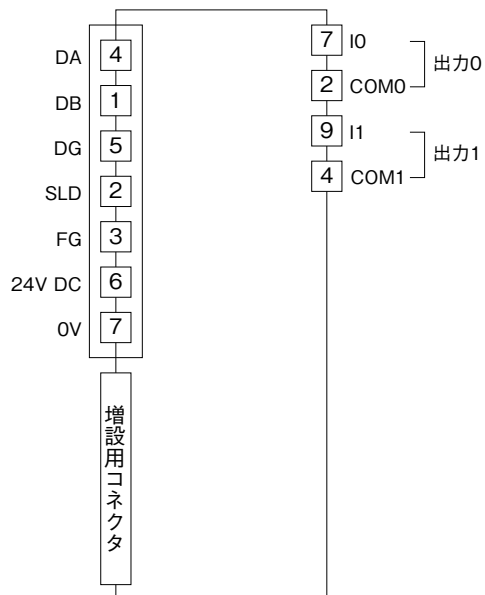 DA 4
DB 1
DG 5
SLD 2
FG 3
24V DC 6
0V 7
増設用コネクタ
7 I0
2 COM0
出力0
9 I1
4 COM1
出力1